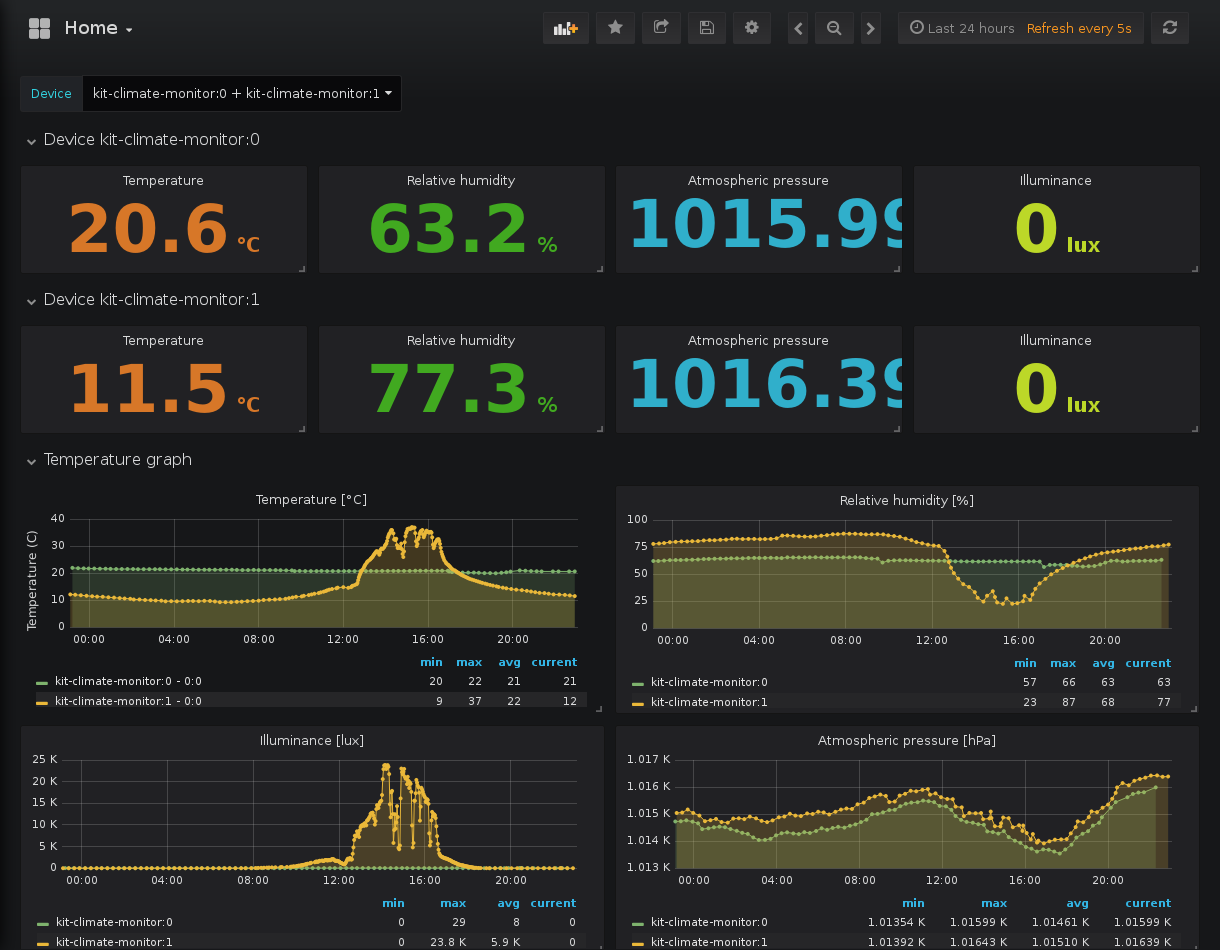 Home
Last 24 hours Refresh every 5s
Device kit-climate-monitor:0 + kit-climate-monitor:1
Device kit-climate-monitor:0
Temperature Relative humidity Atmospheric pressure Illuminance
20.6 °C 63.2 % 1015.99 0 lux
Device kit-climate-monitor:1
Temperature Relative humidity Atmospheric pressure Illuminance
11.5 °C 77.3 % 1016.39 0 lux
Temperature graph
Temperature [°C]
Temperature (C)
40
30
20
10
0
00:00 04:00 08:00 12:00 16:00 20:00
min max avg current
kit-climate-monitor:0 - 0:0 20 22 21 21
kit-climate-monitor:1 - 0:0 9 37 22 12
Relative humidity [%]
100
75
50
25
0
00:00 04:00 08:00 12:00 16:00 20:00
min max avg current
kit-climate-monitor:0 57 66 63 63
kit-climate-monitor:1 23 87 68 77
Illuminance [lux]
25 K
20 K
15 K
10 K
5 K
0
00:00 04:00 08:00 12:00 16:00 20:00
min max avg current
kit-climate-monitor:0 0 29 8 0
kit-climate-monitor:1 0 23.8 K 5.9 K 0
Atmospheric pressure [hPa]
1.017 K
1.016 K
1.015 K
1.014 K
1.013 K
00:00 04:00 08:00 12:00 16:00 20:00
min max avg current
kit-climate-monitor:0 1.01354 K 1.01599 K 1.01461 K 1.01599 K
kit-climate-monitor:1 1.01392 K 1.01643 K 1.01510 K 1.01639 K